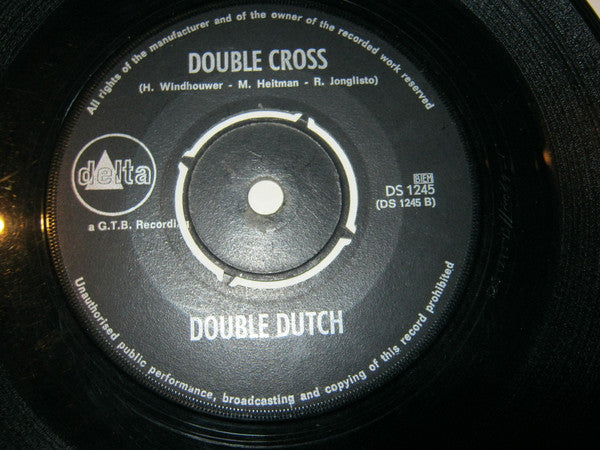 All rights of the manufacturer and of the owner of the recorded work reserved
DOUBLE CROSS
(H. Windhouwer - M. Heitman - R. Jonglisto)
delta
BIEM
DS 1245
(DS 1245 B)
a G.T.B. Recording
DOUBLE DUTCH
Unauthorised public performance, broadcasting and copying of this record prohibited